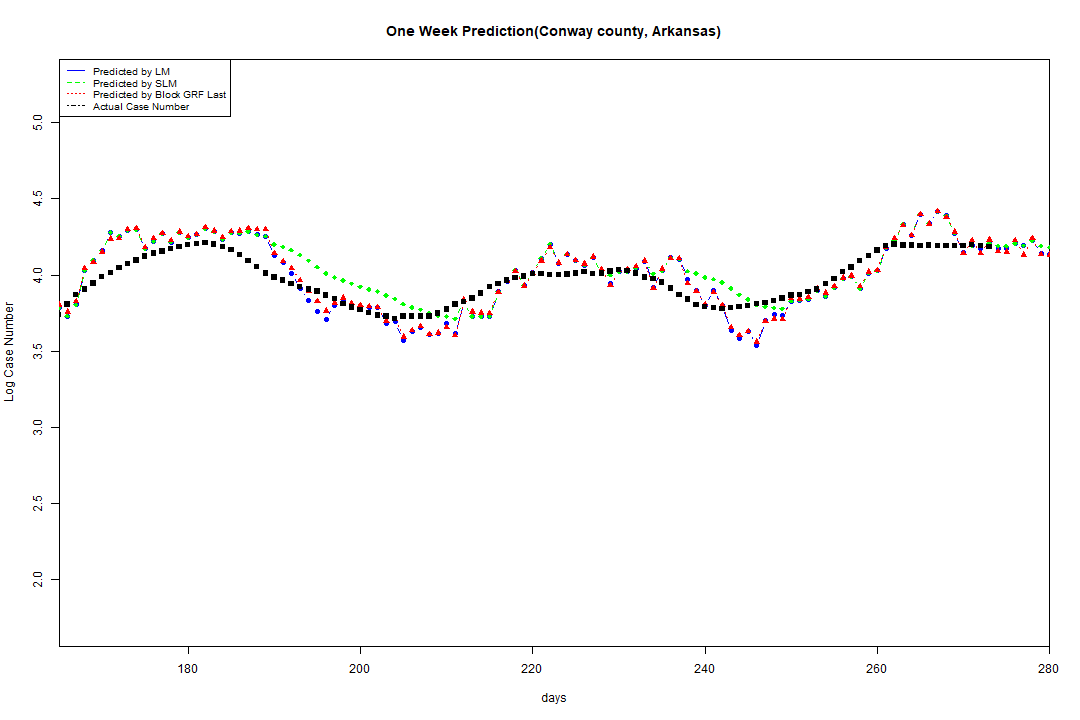 One Week Prediction(Conway county, Arkansas)
Predicted by LM
Predicted by SLM
Predicted by Block GRF Last
Actual Case Number
5.0
4.5
4.0
3.5
3.0
2.5
2.0
Log Case Number
180 200 220 240 260 280
days